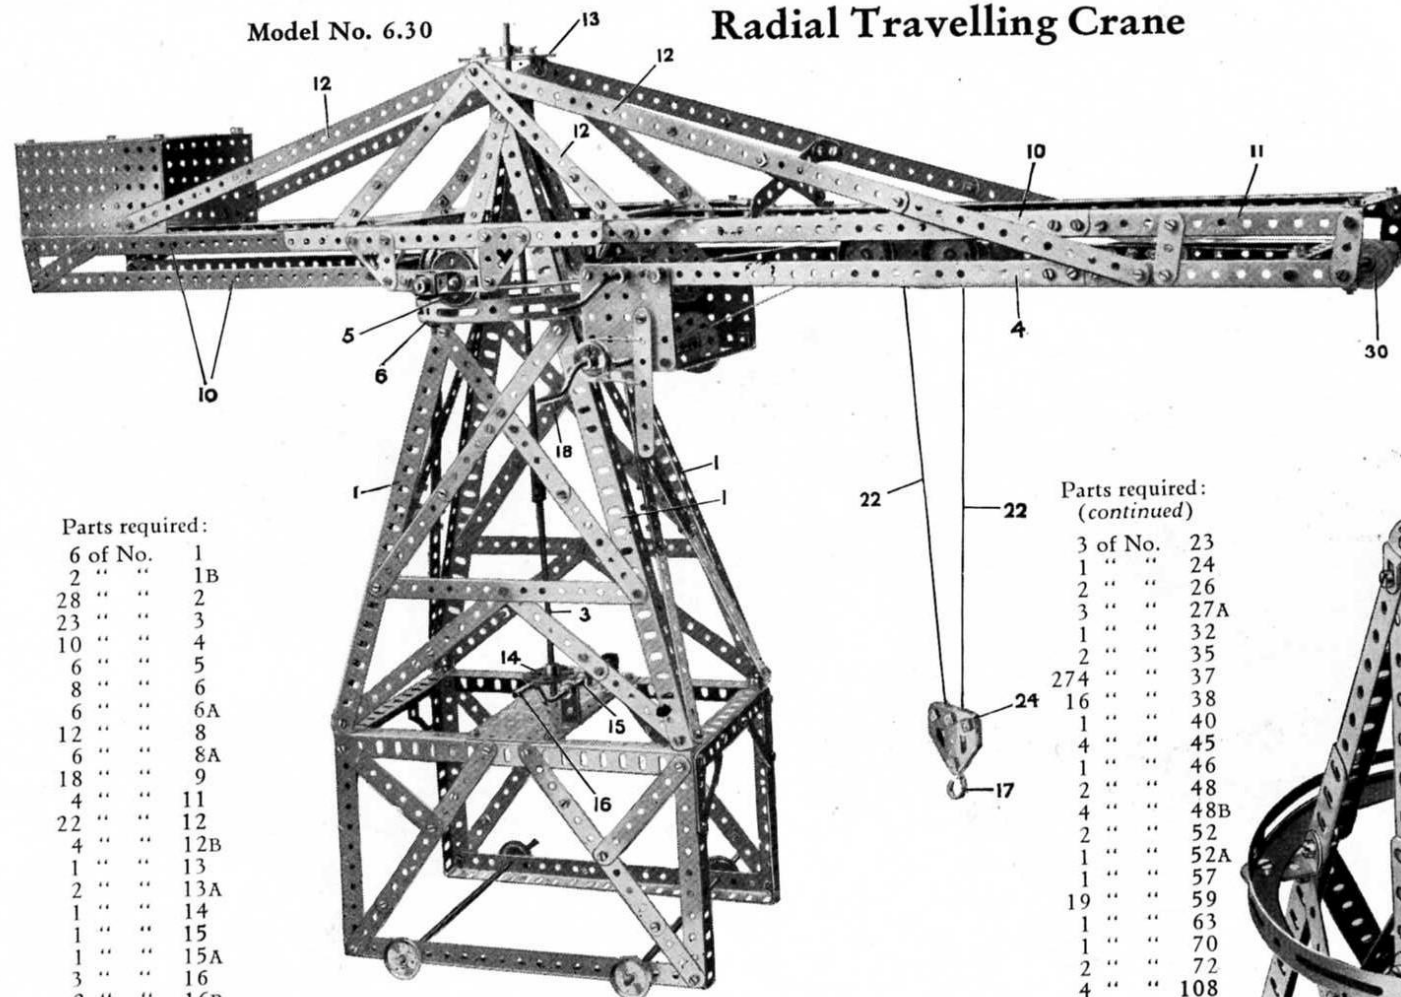 Model No. 6.30
Radial Travelling Crane
13
12
12
12
10
11
5
6
4
30
10
18
1
1
1
22
22
3
14
15
16
24
17
Parts required:
6 of No. 1
2 “ “ 1B
28 “ “ 2
23 “ “ 3
10 “ “ 4
6 “ “ 5
8 “ “ 6
6 “ “ 6A
12 “ “ 8
6 “ “ 8A
18 “ “ 9
4 “ “ 11
22 “ “ 12
4 “ “ 12B
1 “ “ 13
2 “ “ 13A
1 “ “ 14
1 “ “ 15
1 “ “ 15A
3 “ “ 16
Parts required:
(continued)
3 of No. 23
1 “ “ 24
2 “ “ 26
3 “ “ 27A
1 “ “ 32
2 “ “ 35
274 “ “ 37
16 “ “ 38
1 “ “ 40
4 “ “ 45
1 “ “ 46
2 “ “ 48
4 “ “ 48B
2 “ “ 52
1 “ “ 52A
1 “ “ 57
19 “ “ 59
1 “ “ 63
1 “ “ 70
2 “ “ 72
4 “ “ 108